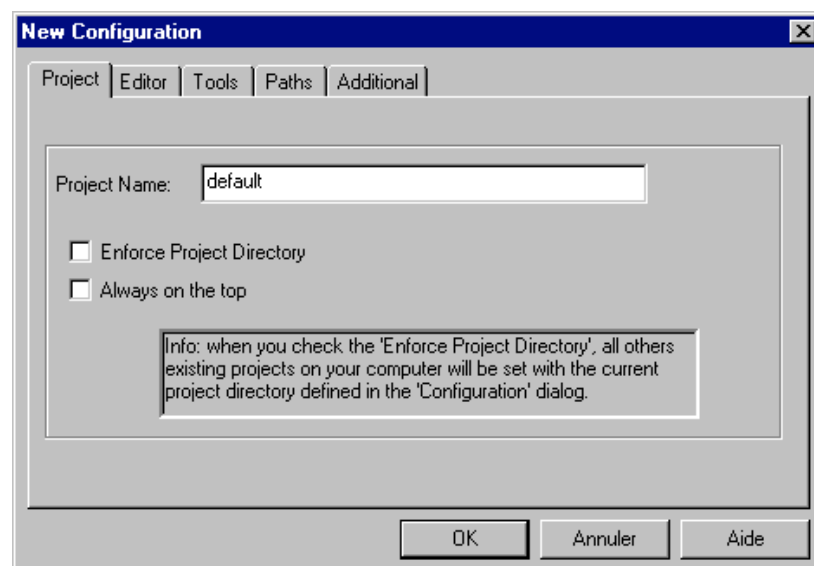 New Configuration
Project Editor Tools Paths Additional
Project Name: default
Enforce Project Directory
Always on the top
Info: when you check the 'Enforce Project Directory', all others
existing projects on your computer will be set with the current
project directory defined in the 'Configuration' dialog.
OK Annuler Aide